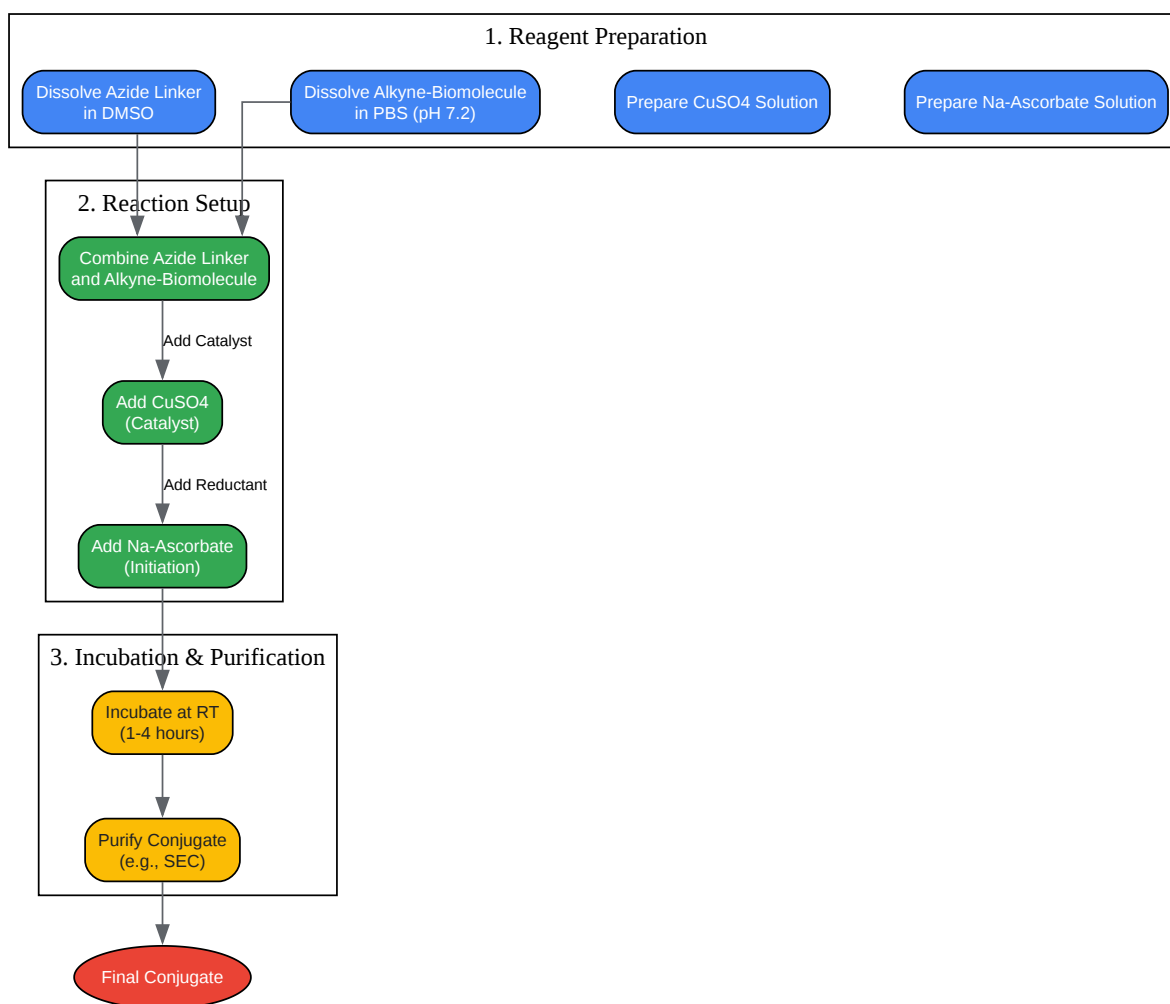 1. Reagent Preparation
Dissolve Azide Linker
in DMSO
Dissolve Alkyne-Biomolecule
in PBS (pH 7.2)
Prepare CuSO4 Solution
Prepare Na-Ascorbate Solution
2. Reaction Setup
Combine Azide Linker
and Alkyne-Biomolecule
Add Catalyst
Add CuSO4
(Catalyst)
Add Reductant
Add Na-Ascorbate
(Initiation)
3. Incubation & Purification
Incubate at RT
(1-4 hours)
Purify Conjugate
(e.g., SEC)
Final Conjugate